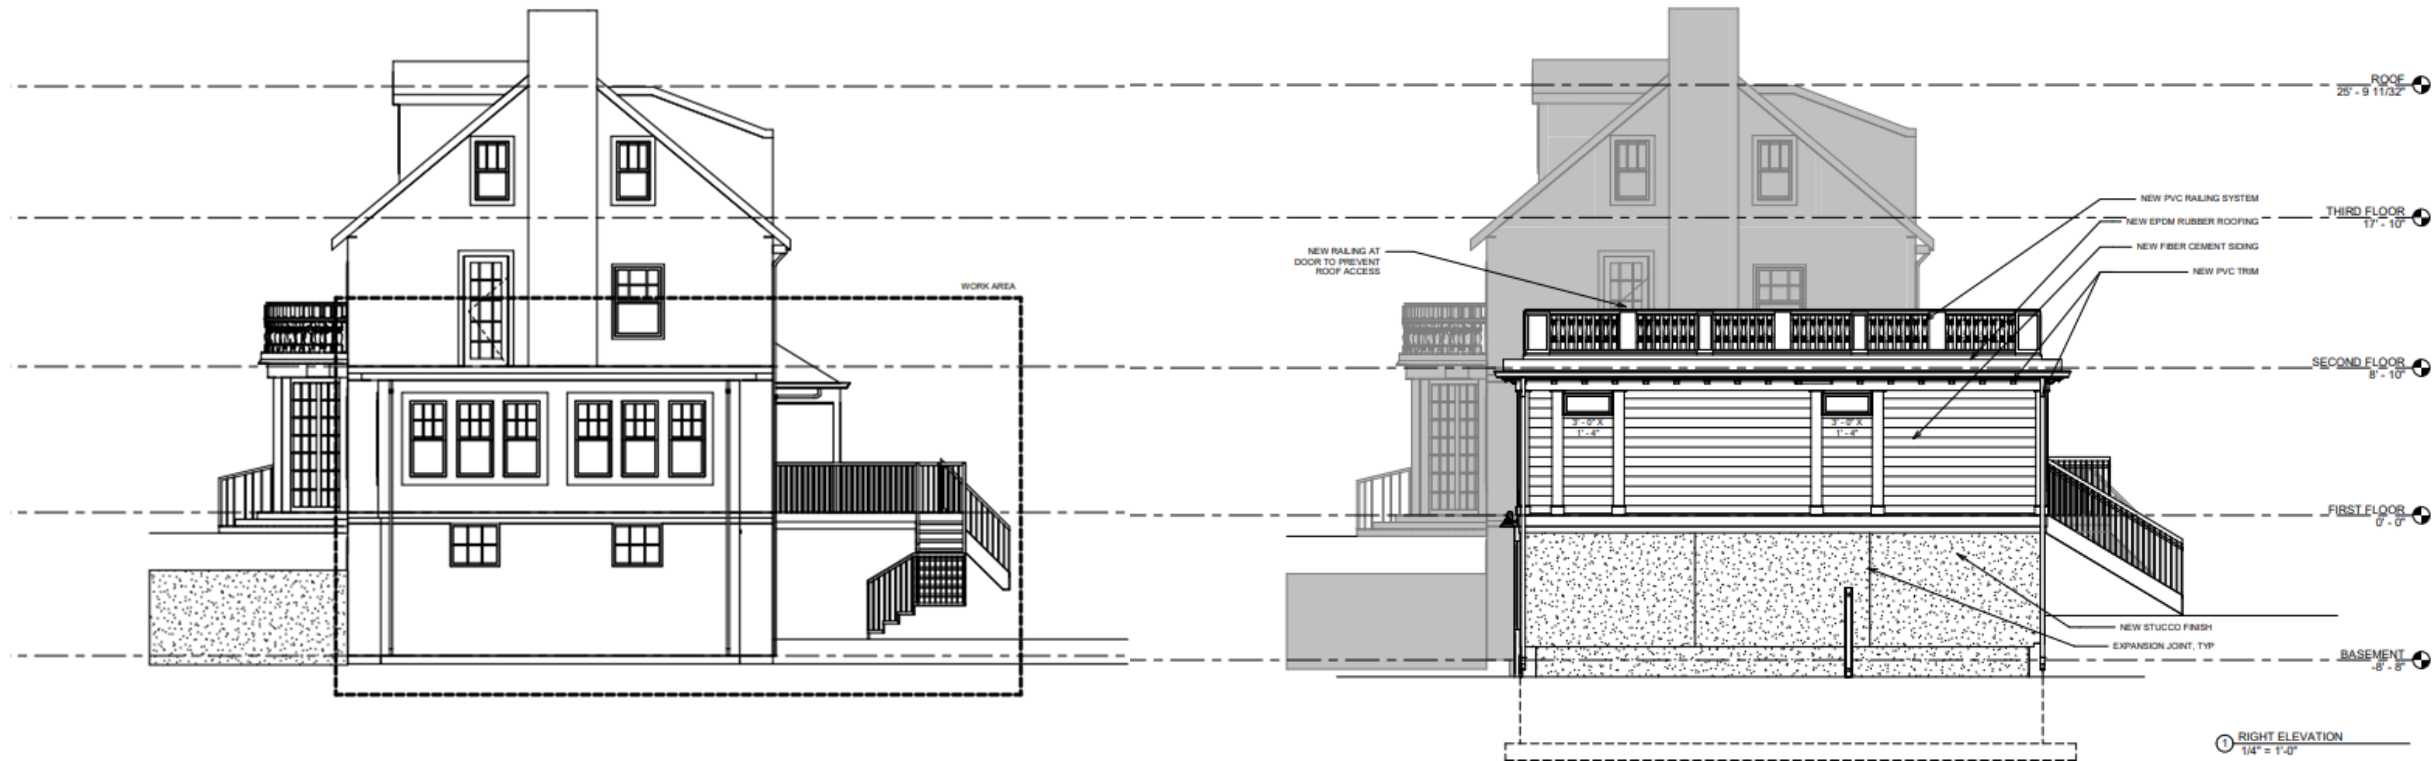 WORK AREA
NEW RAILING AT
DOOR TO PREVENT
ROOF ACCESS
3' - 0" X
1' - 4"
3' - 0" X
1' - 4"
NEW PVC RAILING SYSTEM
NEW EPDM RUBBER ROOFING
NEW FIBER CEMENT SIDING
NEW PVC TRIM
NEW STUCCO FINISH
EXPANSION JOINT, TYP
ROOF
25' - 9 11/32"
THIRD FLOOR
17' - 10"
SECOND FLOOR
8' - 10"
FIRST FLOOR
0' - 0"
BASEMENT
-8' - 8"
1 RIGHT ELEVATION
1/4" = 1'-0"